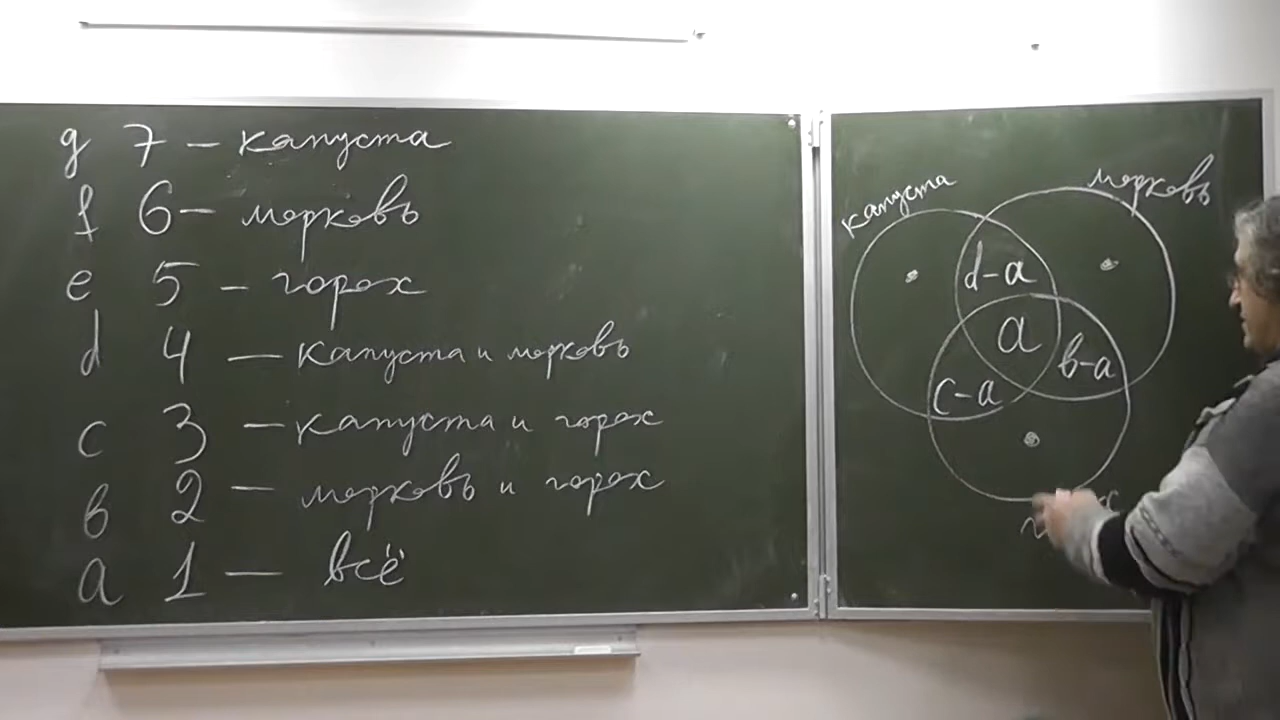 g 7 – капуста
f 6 – морковь
e 5 – горох
d 4 – капуста и морковь
c 3 – капуста и горох
в 2 – морковь и горох
a 1 – всё
капуста
морковь
d-a
a
в-a
c-a